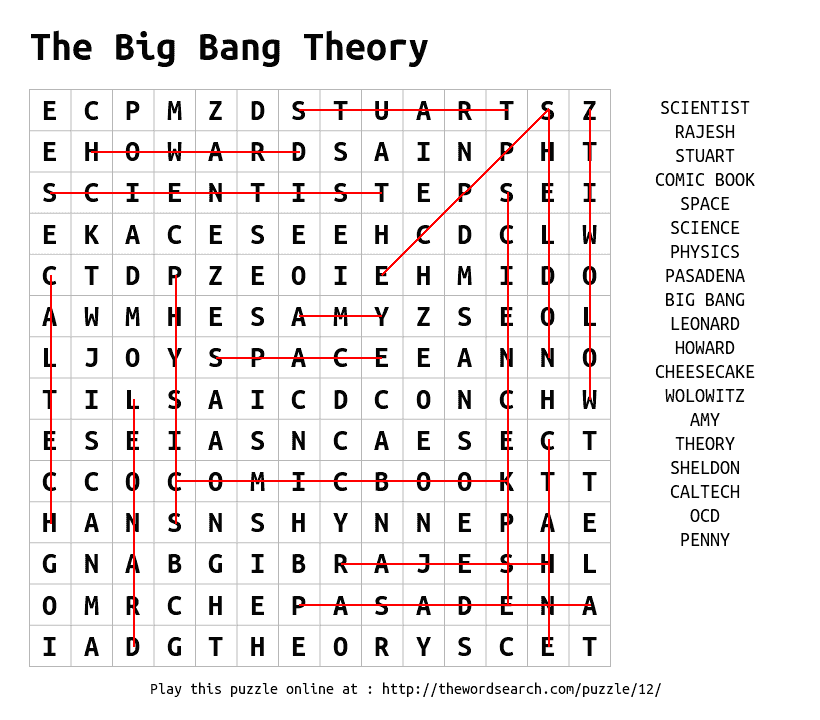 The Big Bang Theory
E C P M Z D S T U A R T S Z
E H O W A R D S A I N P H T
S C I E N T I S T E P S E I
E K A C E S E E H C D C L W
C T D P Z E O I E H M I D O
A W M H E S A M Y Z S E O L
L J O Y S P A C E E A N N O
T I L S A I C D C O N C H W
E S E I A S N C A E S E C T
C C O C O M I C B O O K T T
H A N S N S H Y N N E P A E
G N A B G I B R A J E S H L
O M R C H E P A S A D E N A
I A D G T H E O R Y S C E T
SCIENTIST
RAJESH
STUART
COMIC BOOK
SPACE
SCIENCE
PHYSICS
PASADENA
BIG BANG
LEONARD
HOWARD
CHEESECAKE
WOLOWITZ
AMY
THEORY
SHELDON
CALTECH
OCD
PENNY
Play this puzzle online at : http://thewordsearch.com/puzzle/12/